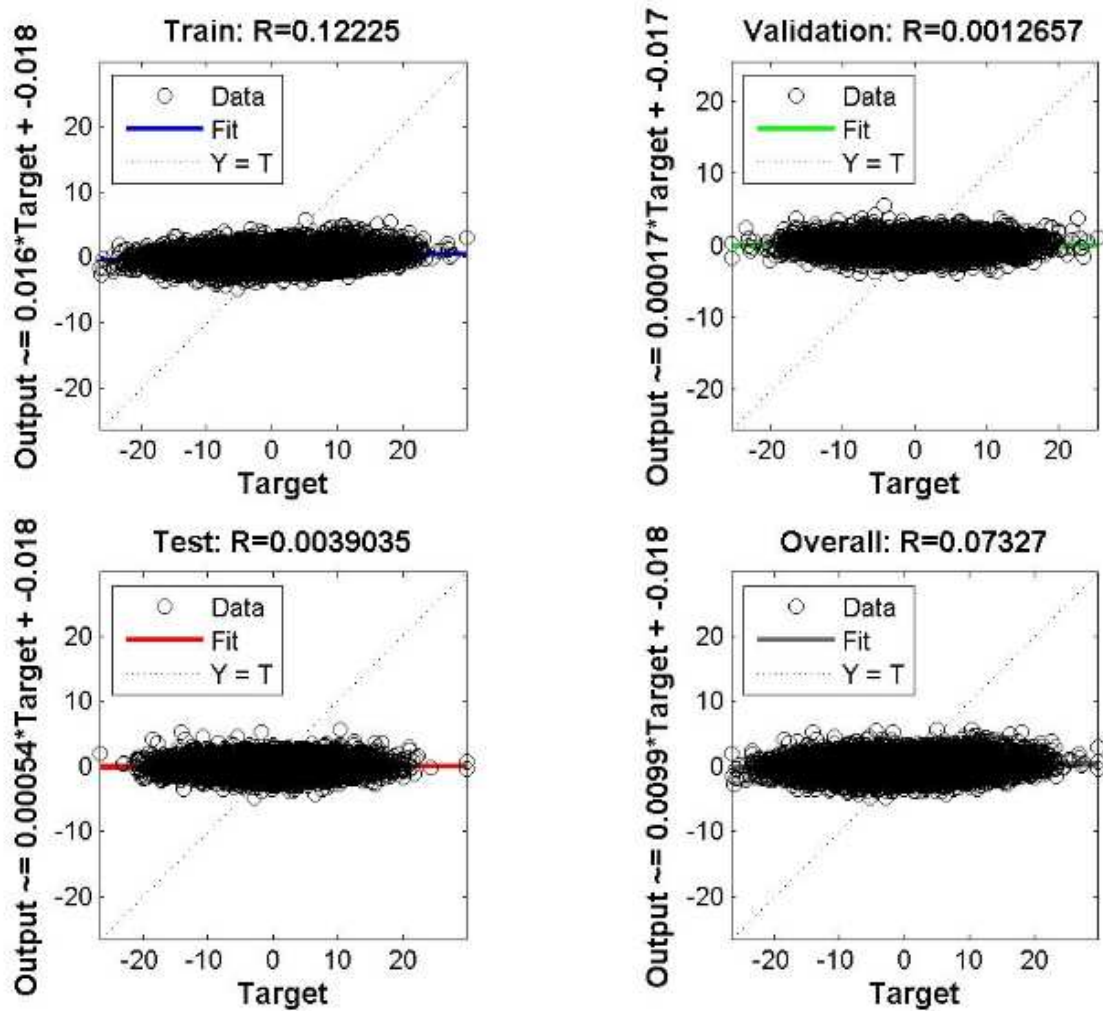 Train: R=0.12225
Output ~= 0.016*Target + -0.018
Data
Fit
Y = T
20
10
0
-10
-20
-20 -10 0 10 20
Target
Validation: R=0.0012657
Output ~= 0.00017*Target + -0.017
Data
Fit
Y = T
20
10
0
-10
-20
-20 -10 0 10 20
Target
Test: R=0.0039035
Output ~= 0.00054*Target + -0.018
Data
Fit
Y = T
20
10
0
-10
-20
-20 -10 0 10 20
Target
Overall: R=0.07327
Output ~= 0.0099*Target + -0.018
Data
Fit
Y = T
20
10
0
-10
-20
-20 -10 0 10 20
Target